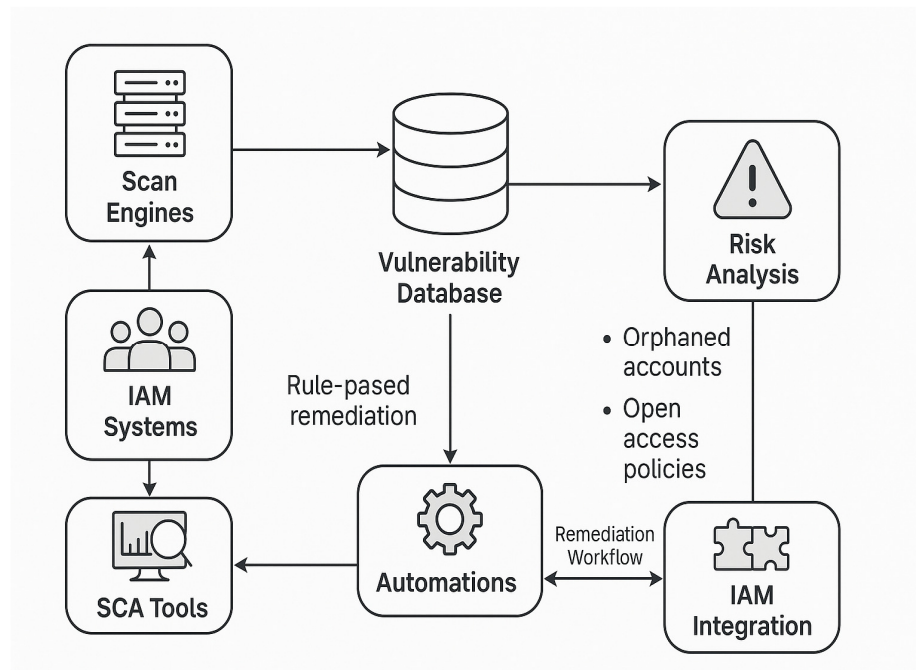 Scan
Engines
Vulnerability
Database
Risk
Analysis
IAM
Systems
Rule-pased
remediation
• Orphaned
accounts
• Open
access
policies
SCA Tools
Automations
Remediation
Workflow
IAM
Integration